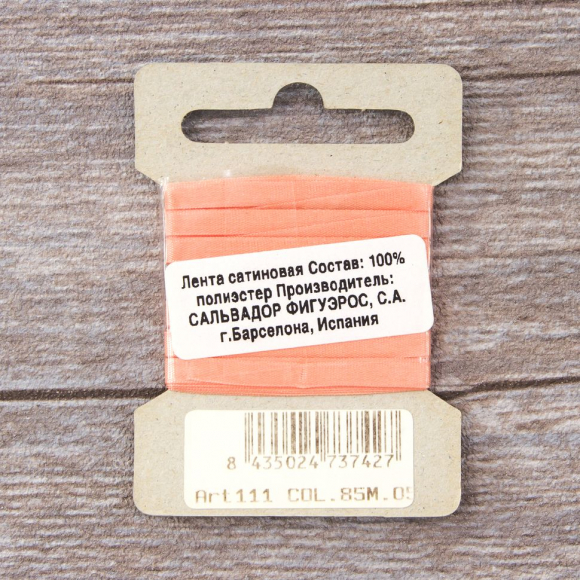 Лента сатиновая Состав: 100%
полиэстер Производитель:
САЛЬВАДОР ФИГУЭРОС, С.А.
г.Барселона, Испания
8 435024 737427
Art111 COL.85M.05